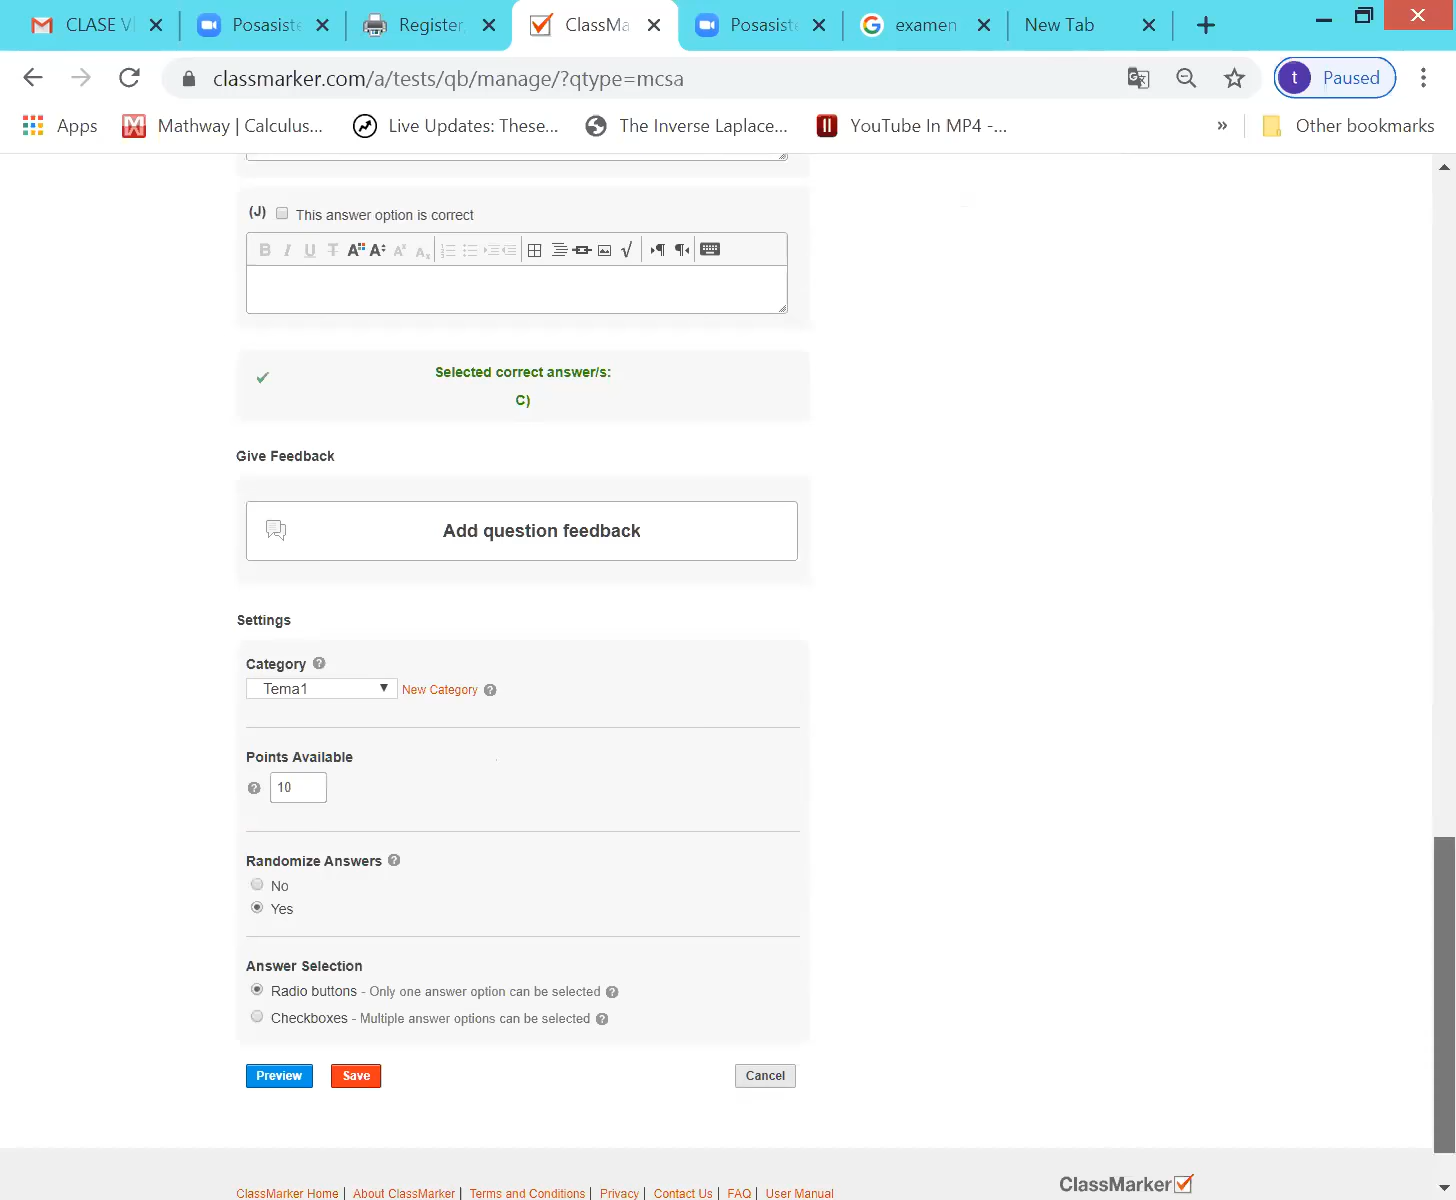 CLASE V
Posasiste
Register,
ClassMa
Posasiste
examen
New Tab
classmarker.com/a/tests/qb/manage/?qtype=mcsa
t Paused
Apps
Mathway | Calculus...
Live Updates: These...
The Inverse Laplace...
YouTube In MP4 -...
»
Other bookmarks
(J) This answer option is correct
Selected correct answer/s:
C)
Give Feedback
Add question feedback
Settings
Category
Tema1 New Category
Points Available
10
Randomize Answers
No
Yes
Answer Selection
Radio buttons - Only one answer option can be selected
Checkboxes - Multiple answer options can be selected
Preview Save Cancel
ClassMarker
ClassMarker Home | About ClassMarker | Terms and Conditions | Privacy | Contact Us | FAQ | User Manual